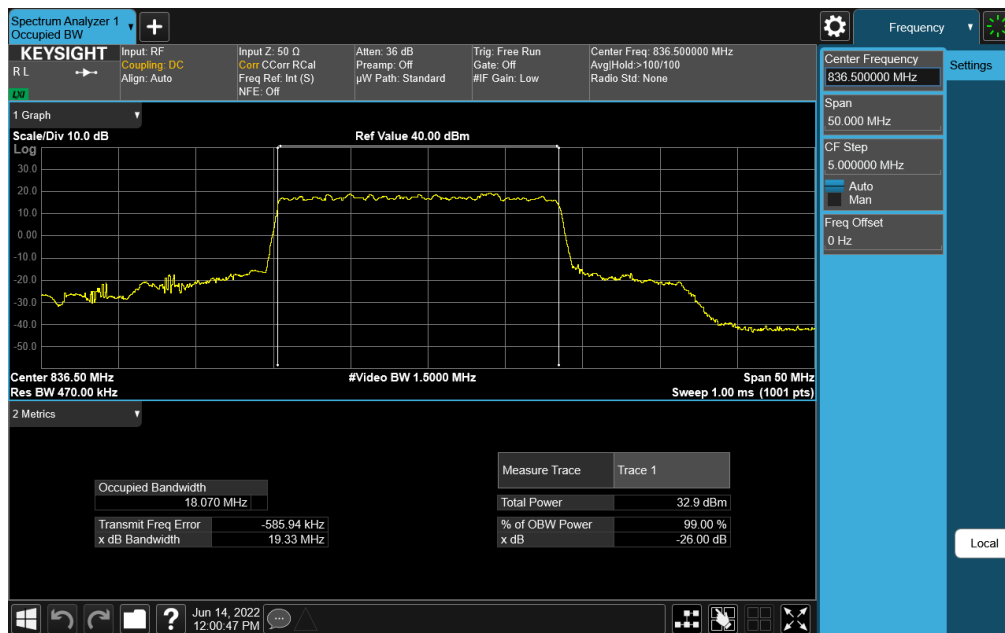 Spectrum Analyzer 1
Occupied BW
Frequency
KEYSIGHT
R L
LXI
Input: RF
Coupling: DC
Align: Auto
Input Z: 50 Ω
Corr CCorr RCal
Freq Ref: Int (S)
NFE: Off
Atten: 36 dB
Preamp: Off
µW Path: Standard
Trig: Free Run
Gate: Off
#IF Gain: Low
Center Freq: 836.500000 MHz
Avg|Hold:>100/100
Radio Std: None
Center Frequency
836.500000 MHz
Settings
Span
50.000 MHz
CF Step
5.000000 MHz
Auto
Man
Freq Offset
0 Hz
Local
1 Graph
Scale/Div 10.0 dB
Ref Value 40.00 dBm
Log
30.0
20.0
10.0
0.00
-10.0
-20.0
-30.0
-40.0
-50.0
Center 836.50 MHz
#Video BW 1.5000 MHz
Span 50 MHz
Res BW 470.00 kHz
Sweep 1.00 ms (1001 pts)
2 Metrics
Occupied Bandwidth
18.070 MHz
Transmit Freq Error -585.94 kHz
x dB Bandwidth 19.33 MHz
Measure Trace Trace 1
Total Power 32.9 dBm
% of OBW Power 99.00 %
x dB -26.00 dB
Jun 14, 2022
12:00:47 PM